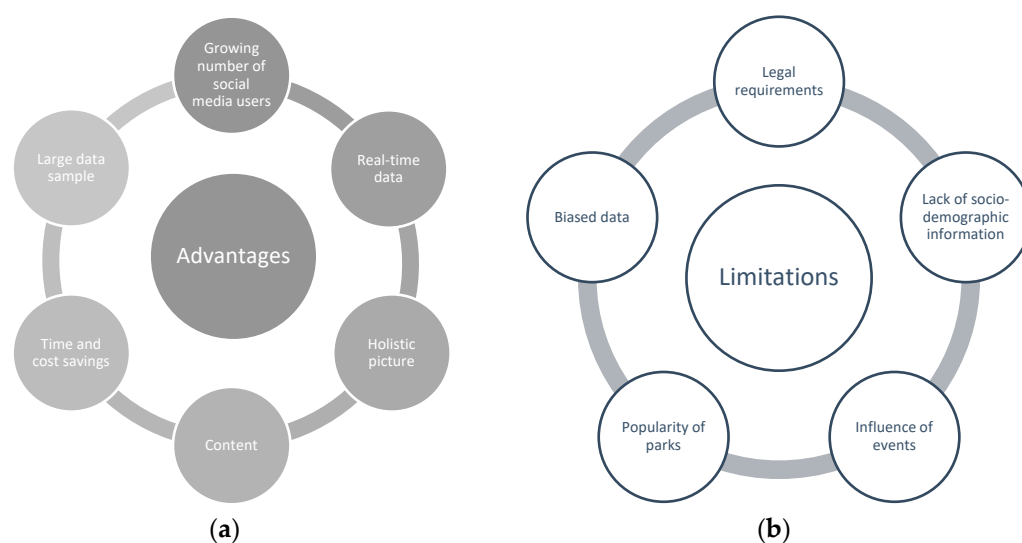 Growing
number of
social
media users
Real-time
data
Holistic
picture
Content
Time and
cost savings
Large data
sample
Advantages
(a)
Legal
requirements
Lack of socio-
demographic
information
Influence of
events
Popularity of
parks
Biased data
Limitations
(b)